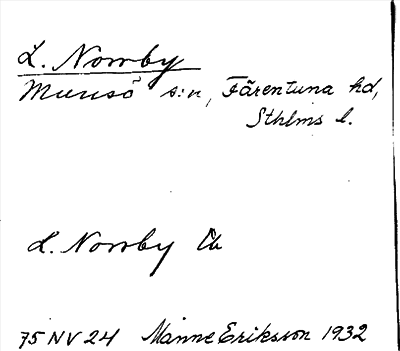 L. Norrby
Munsö s:n, Färentuna hd,
Sthlms l.
L. Norrby
75 NV 24 Manne Eriksson 1932